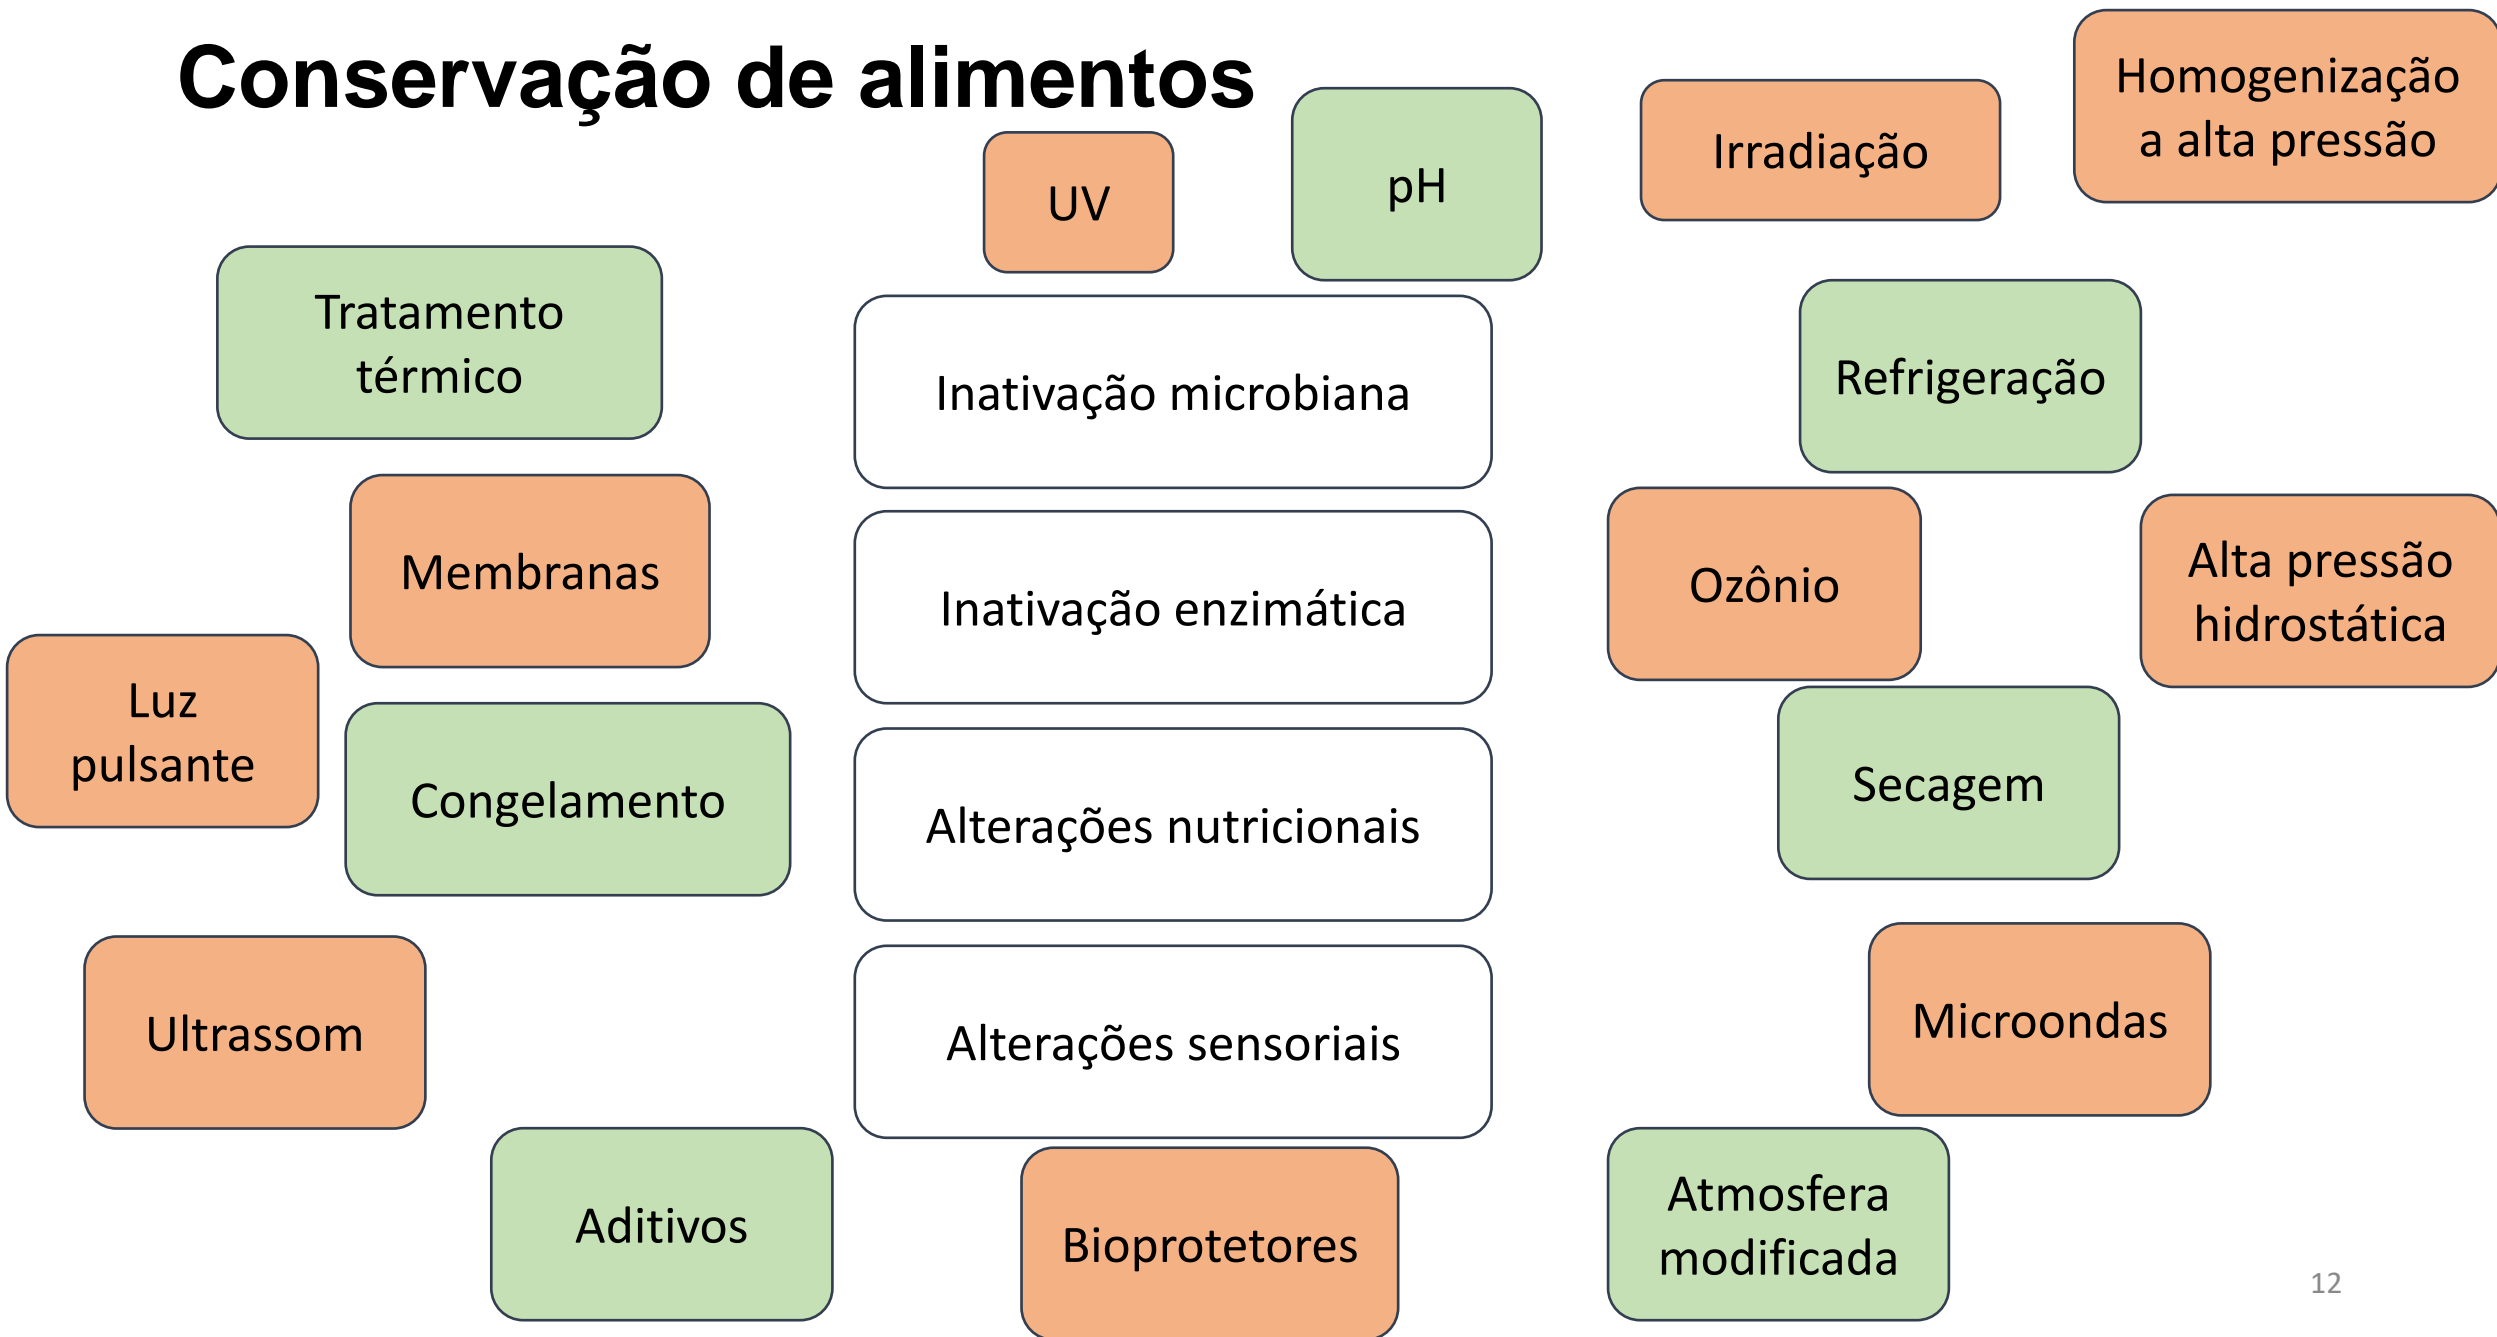 Conservação de alimentos
Homogenização
a alta pressão
Irradiação
UV
pH
Tratamento
térmico
Inativação microbiana
Refrigeração
Membranas
Inativação enzimática
Ozônio
Alta pressão
hidrostática
Luz
pulsante
Congelamento
Alterações nutricionais
Secagem
Ultrassom
Alterações sensoriais
Microondas
Aditivos
Bioprotetores
Atmosfera
modificada
12